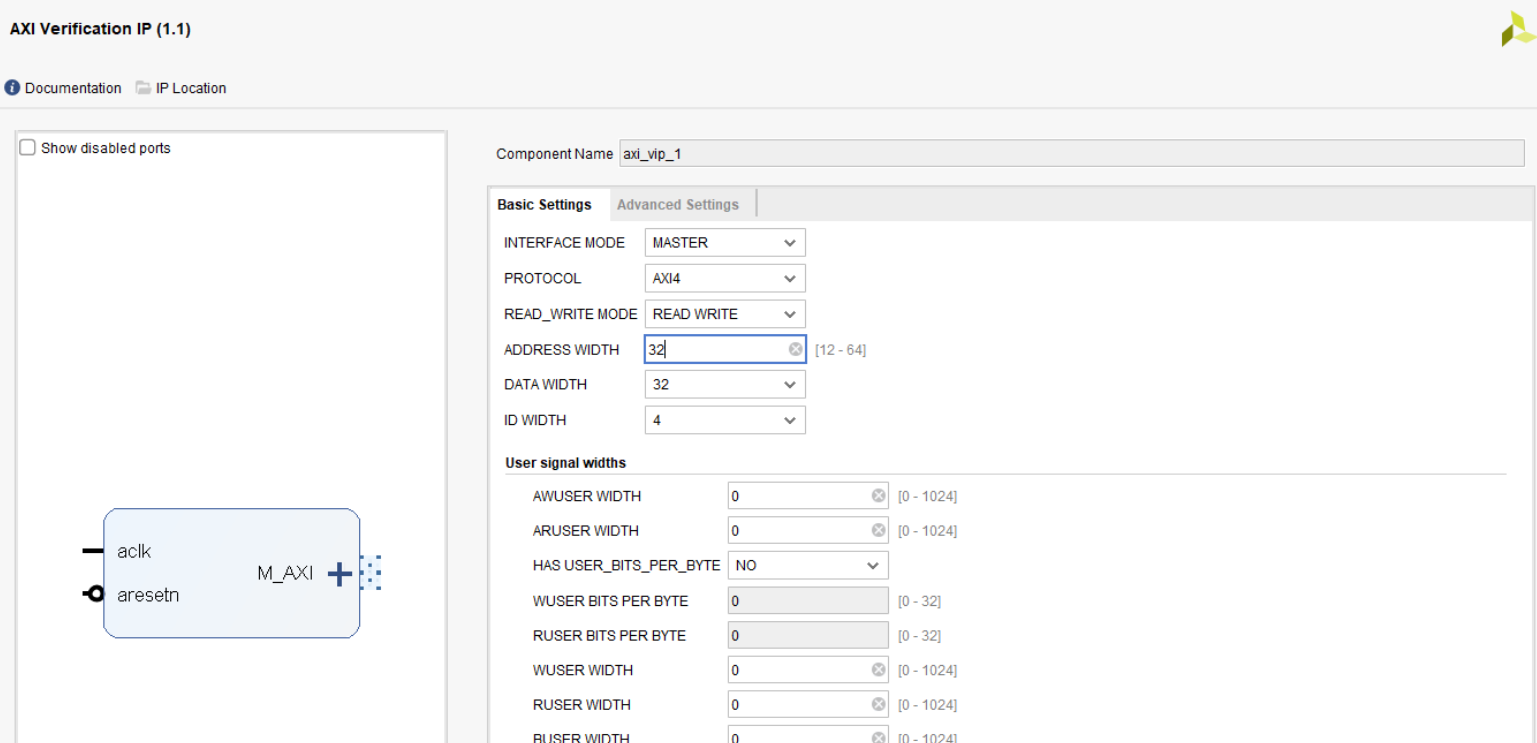 AXI Verification IP (1.1)
Documentation IP Location
Show disabled ports
aclk
aresetn
M_AXI
Component Name axi_vip_1
Basic Settings Advanced Settings
INTERFACE MODE MASTER
PROTOCOL AXI4
READ_WRITE MODE READ WRITE
ADDRESS WIDTH 32 [12 - 64]
DATA WIDTH 32
ID WIDTH 4
User signal widths
AWUSER WIDTH 0 [0 - 1024]
ARUSER WIDTH 0 [0 - 1024]
HAS USER_BITS_PER_BYTE NO
WUSER BITS PER BYTE 0 [0 - 32]
RUSER BITS PER BYTE 0 [0 - 32]
WUSER WIDTH 0 [0 - 1024]
RUSER WIDTH 0 [0 - 1024]
BUSER WIDTH 0 [0 - 1024]